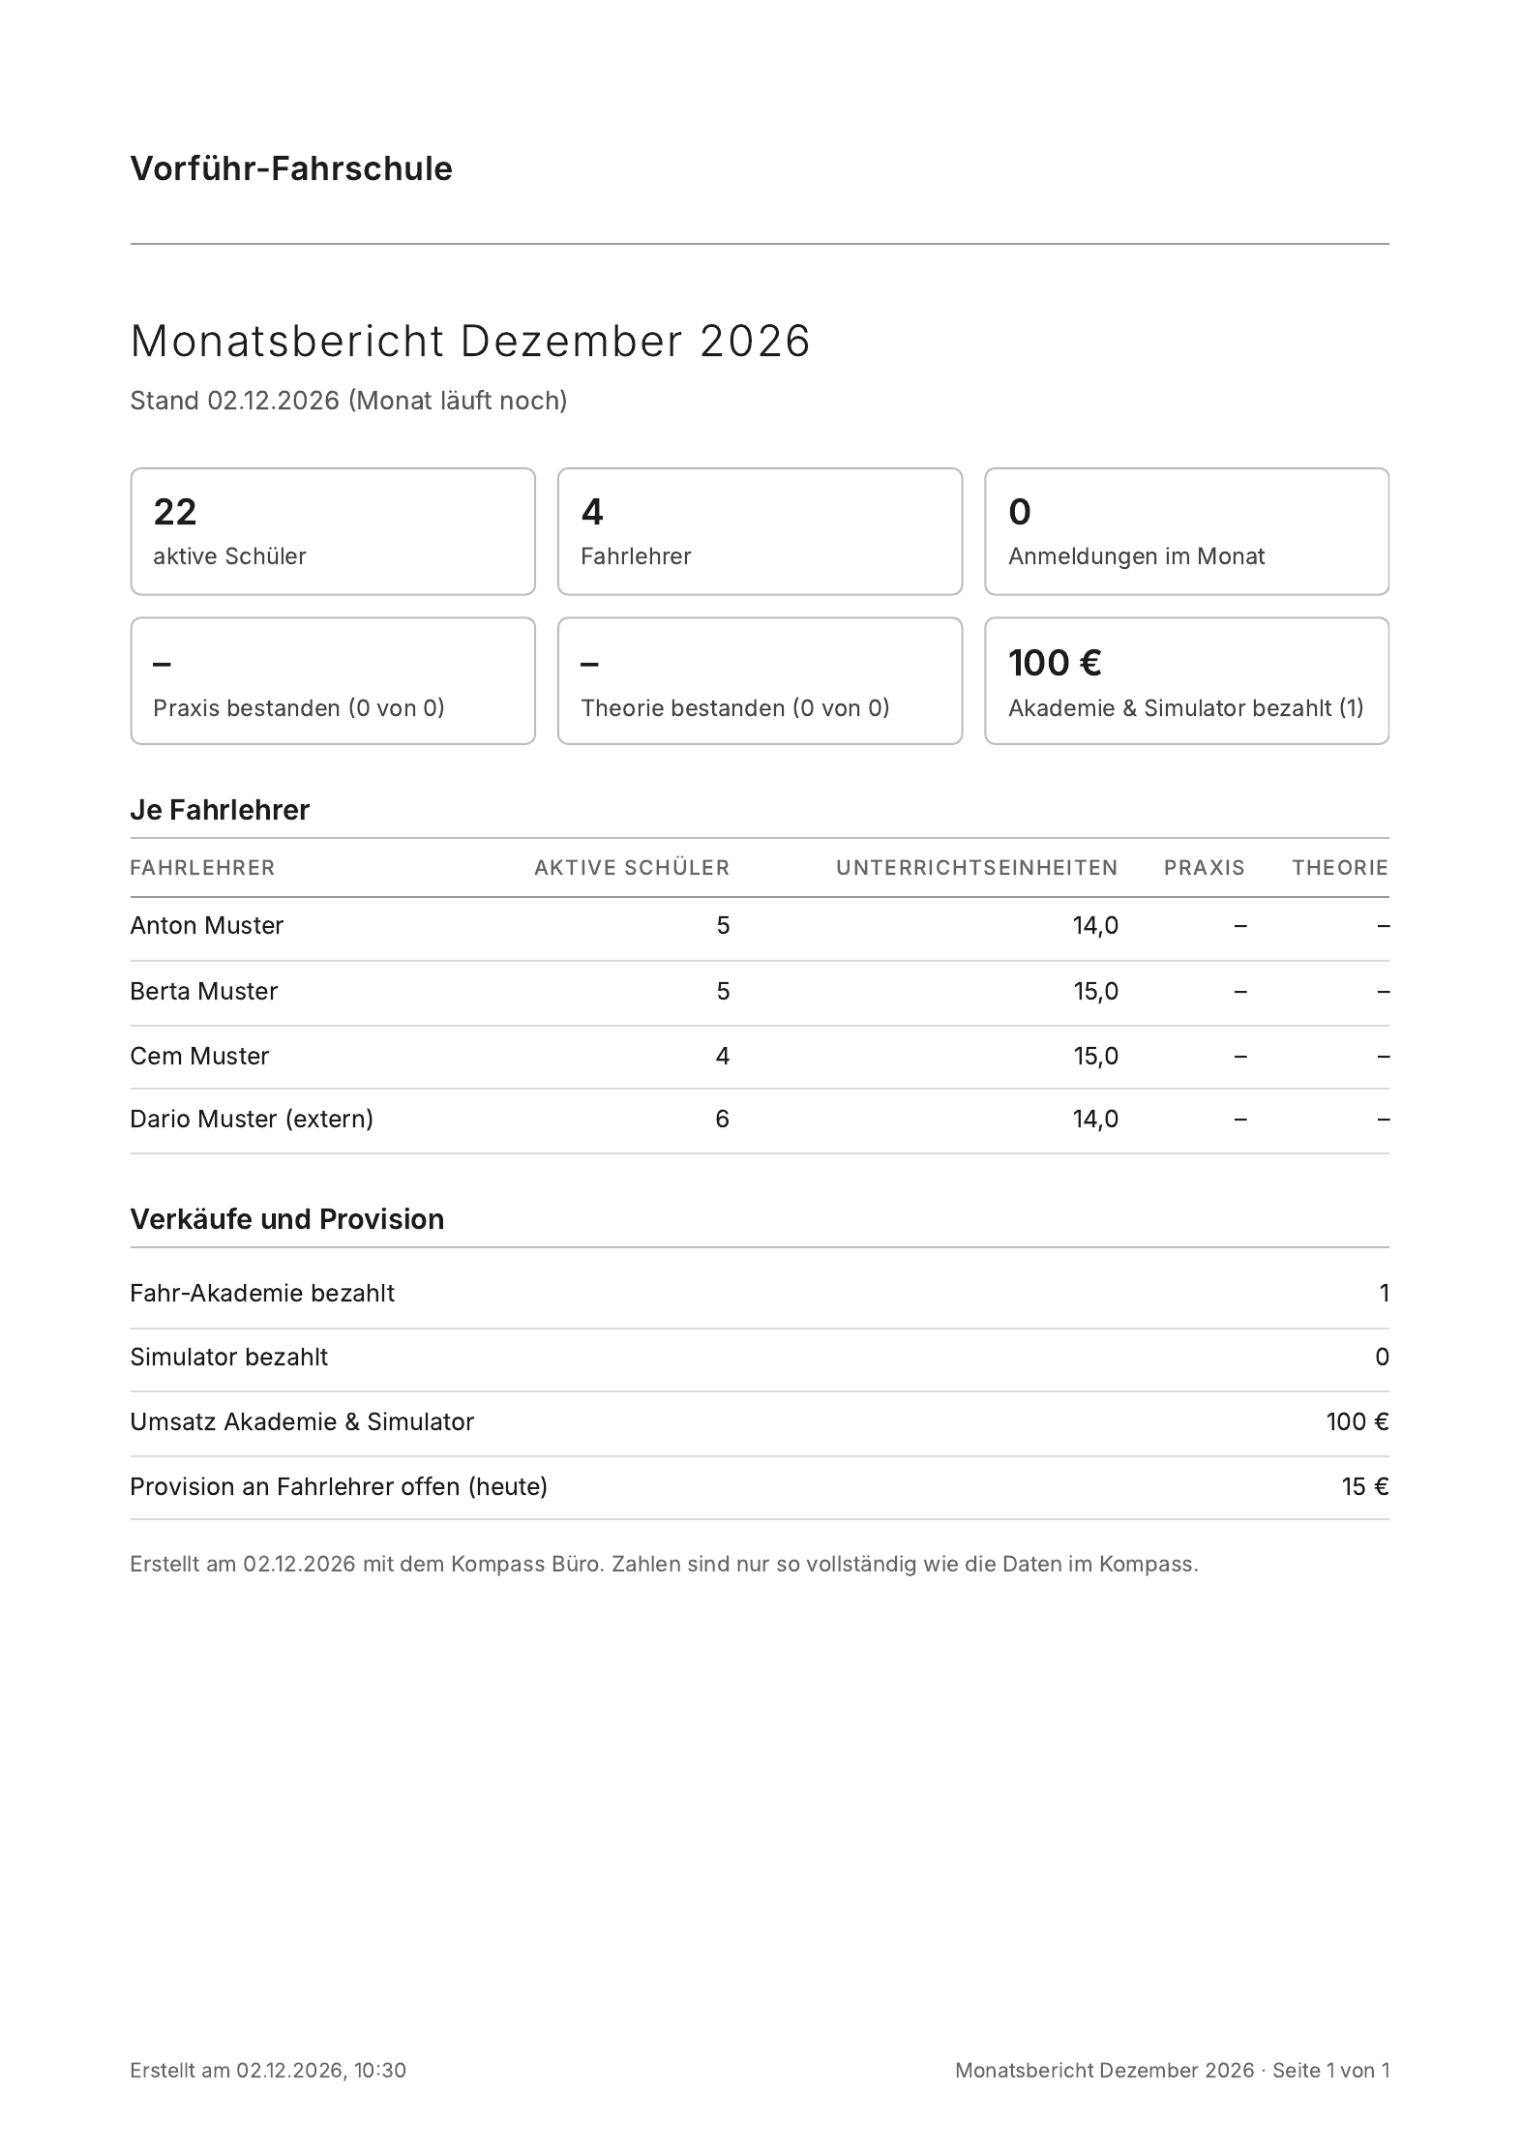 Vorführ-Fahrschule
Monatsbericht Dezember 2026
Stand 02.12.2026 (Monat läuft noch)
22
aktive Schüler
4
Fahrlehrer
0
Anmeldungen im Monat
–
Praxis bestanden (0 von 0)
–
Theorie bestanden (0 von 0)
100 €
Akademie & Simulator bezahlt (1)
Je Fahrlehrer
FAHRLEHRER AKTIVE SCHÜLER UNTERRICHTSEINHEITEN PRAXIS THEORIE
Anton Muster 5 14,0 – –
Berta Muster 5 15,0 – –
Cem Muster 4 15,0 – –
Dario Muster (extern) 6 14,0 – –
Verkäufe und Provision
Fahr-Akademie bezahlt 1
Simulator bezahlt 0
Umsatz Akademie & Simulator 100 €
Provision an Fahrlehrer offen (heute) 15 €
Erstellt am 02.12.2026 mit dem Kompass Büro. Zahlen sind nur so vollständig wie die Daten im Kompass.
Erstellt am 02.12.2026, 10:30 Monatsbericht Dezember 2026 · Seite 1 von 1